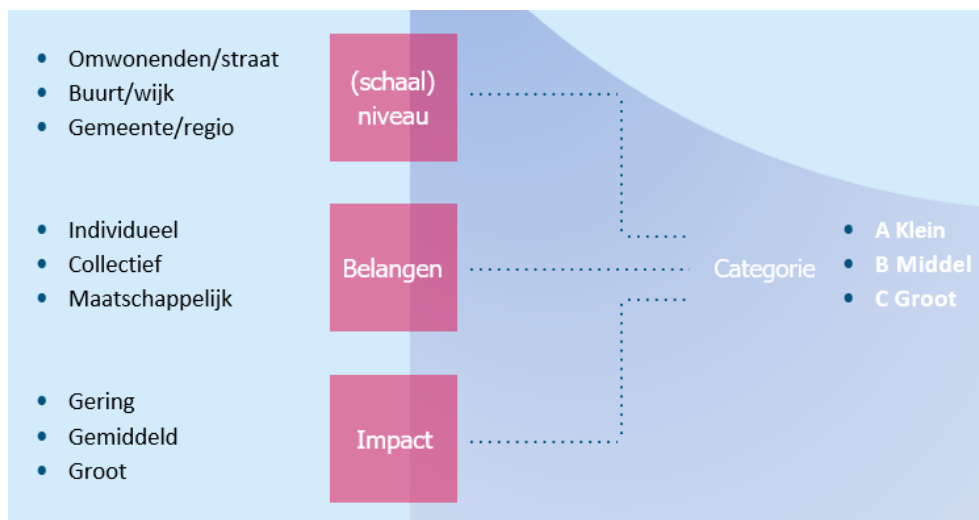 • Omwonenden/straat
• Buurt/wijk
• Gemeente/regio
(schaal)
niveau
• Individueel
• Collectief
• Maatschappelijk
Belangen
Categorie
• A Klein
• B Middel
• C Groot
• Gering
• Gemiddeld
• Groot
Impact